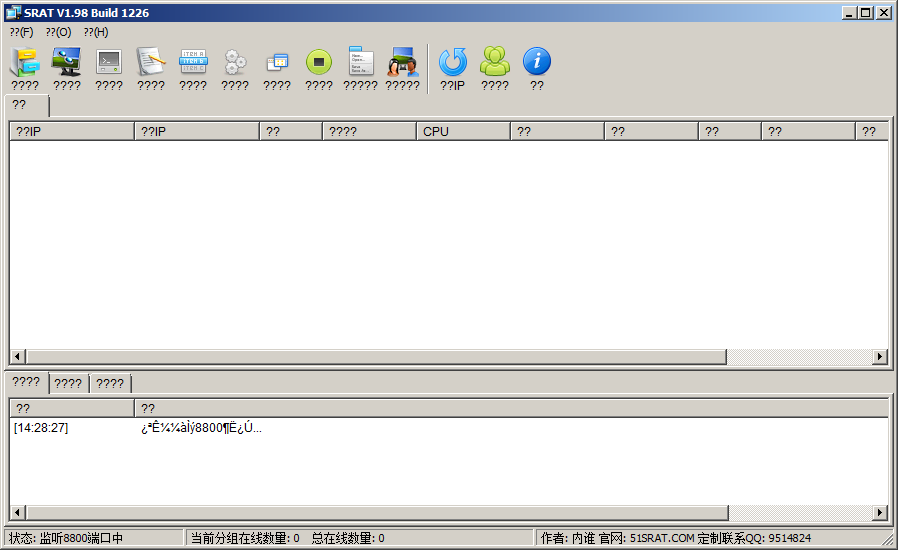 SRAT V1.98 Build 1226
??(F) ??(O) ??(H)
???? ???? ???? ???? ???? ???? ???? ???? ????? ????? ??IP ???? ??
??
??IP ??IP ?? ???? CPU ?? ?? ?? ?? ??
???? ???? ????
?? ??
[14:28:27] ¿ªÊ¼¼àÌý8800¶Ë¿Ú...
状态: 监听8800端口中 当前分组在线数量: 0 总在线数量: 0 作者: 内谁 官网: 51SRAT.COM 定制联系QQ: 9514824